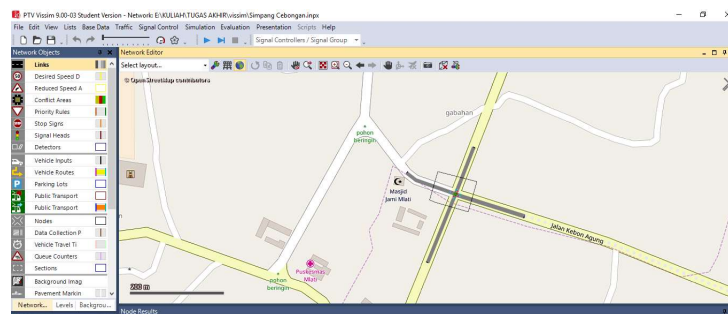 PTV Vissim 9.00-03 Student Version - Network: E:\KULIAH\TUGAS AKHIR\vissim\Simpang Cebongan.inpx
File Edit View Lists Base Data Traffic Signal Control Simulation Evaluation Presentation Scripts Help
Signal Controllers / Signal Group
Network Objects
Network Editor
Select layout...
Links
Desired Speed D
Reduced Speed A
Conflict Areas
Priority Rules
Stop Signs
Signal Heads
Detectors
Vehicle Inputs
Vehicle Routes
Parking Lots
Public Transport
Public Transport
Nodes
Data Collection P
Vehicle Travel Ti
Queue Counters
Sections
Background Imag
Pavement Markin
Network... Levels Backgrou...
© OpenStreetMap contributors
gabahan
pohon
beringin
Masjid
Jami Mlati
Jalan Kebon Agung
Puskesmas
Mlati
pohon
beringin
200 m
Node Results